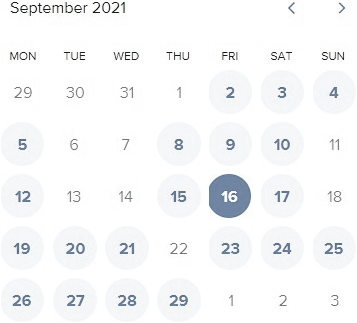 September 2021
MON TUE WED THU FRI SAT SUN
29 30 31 1 2 3 4
5 6 7 8 9 10 11
12 13 14 15 16 17 18
19 20 21 22 23 24 25
26 27 28 29 1 2 3